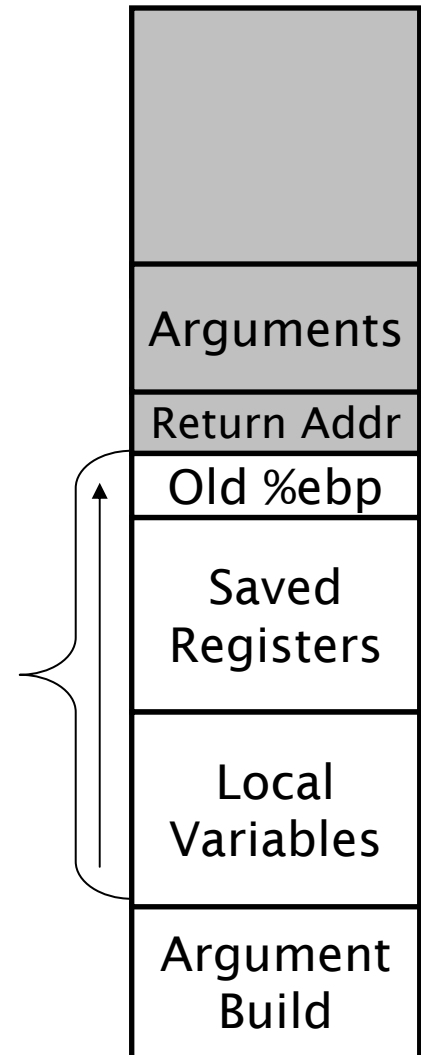 Arguments
Return Addr
Old %ebp
Saved
Registers
Local
Variables
Argument
Build